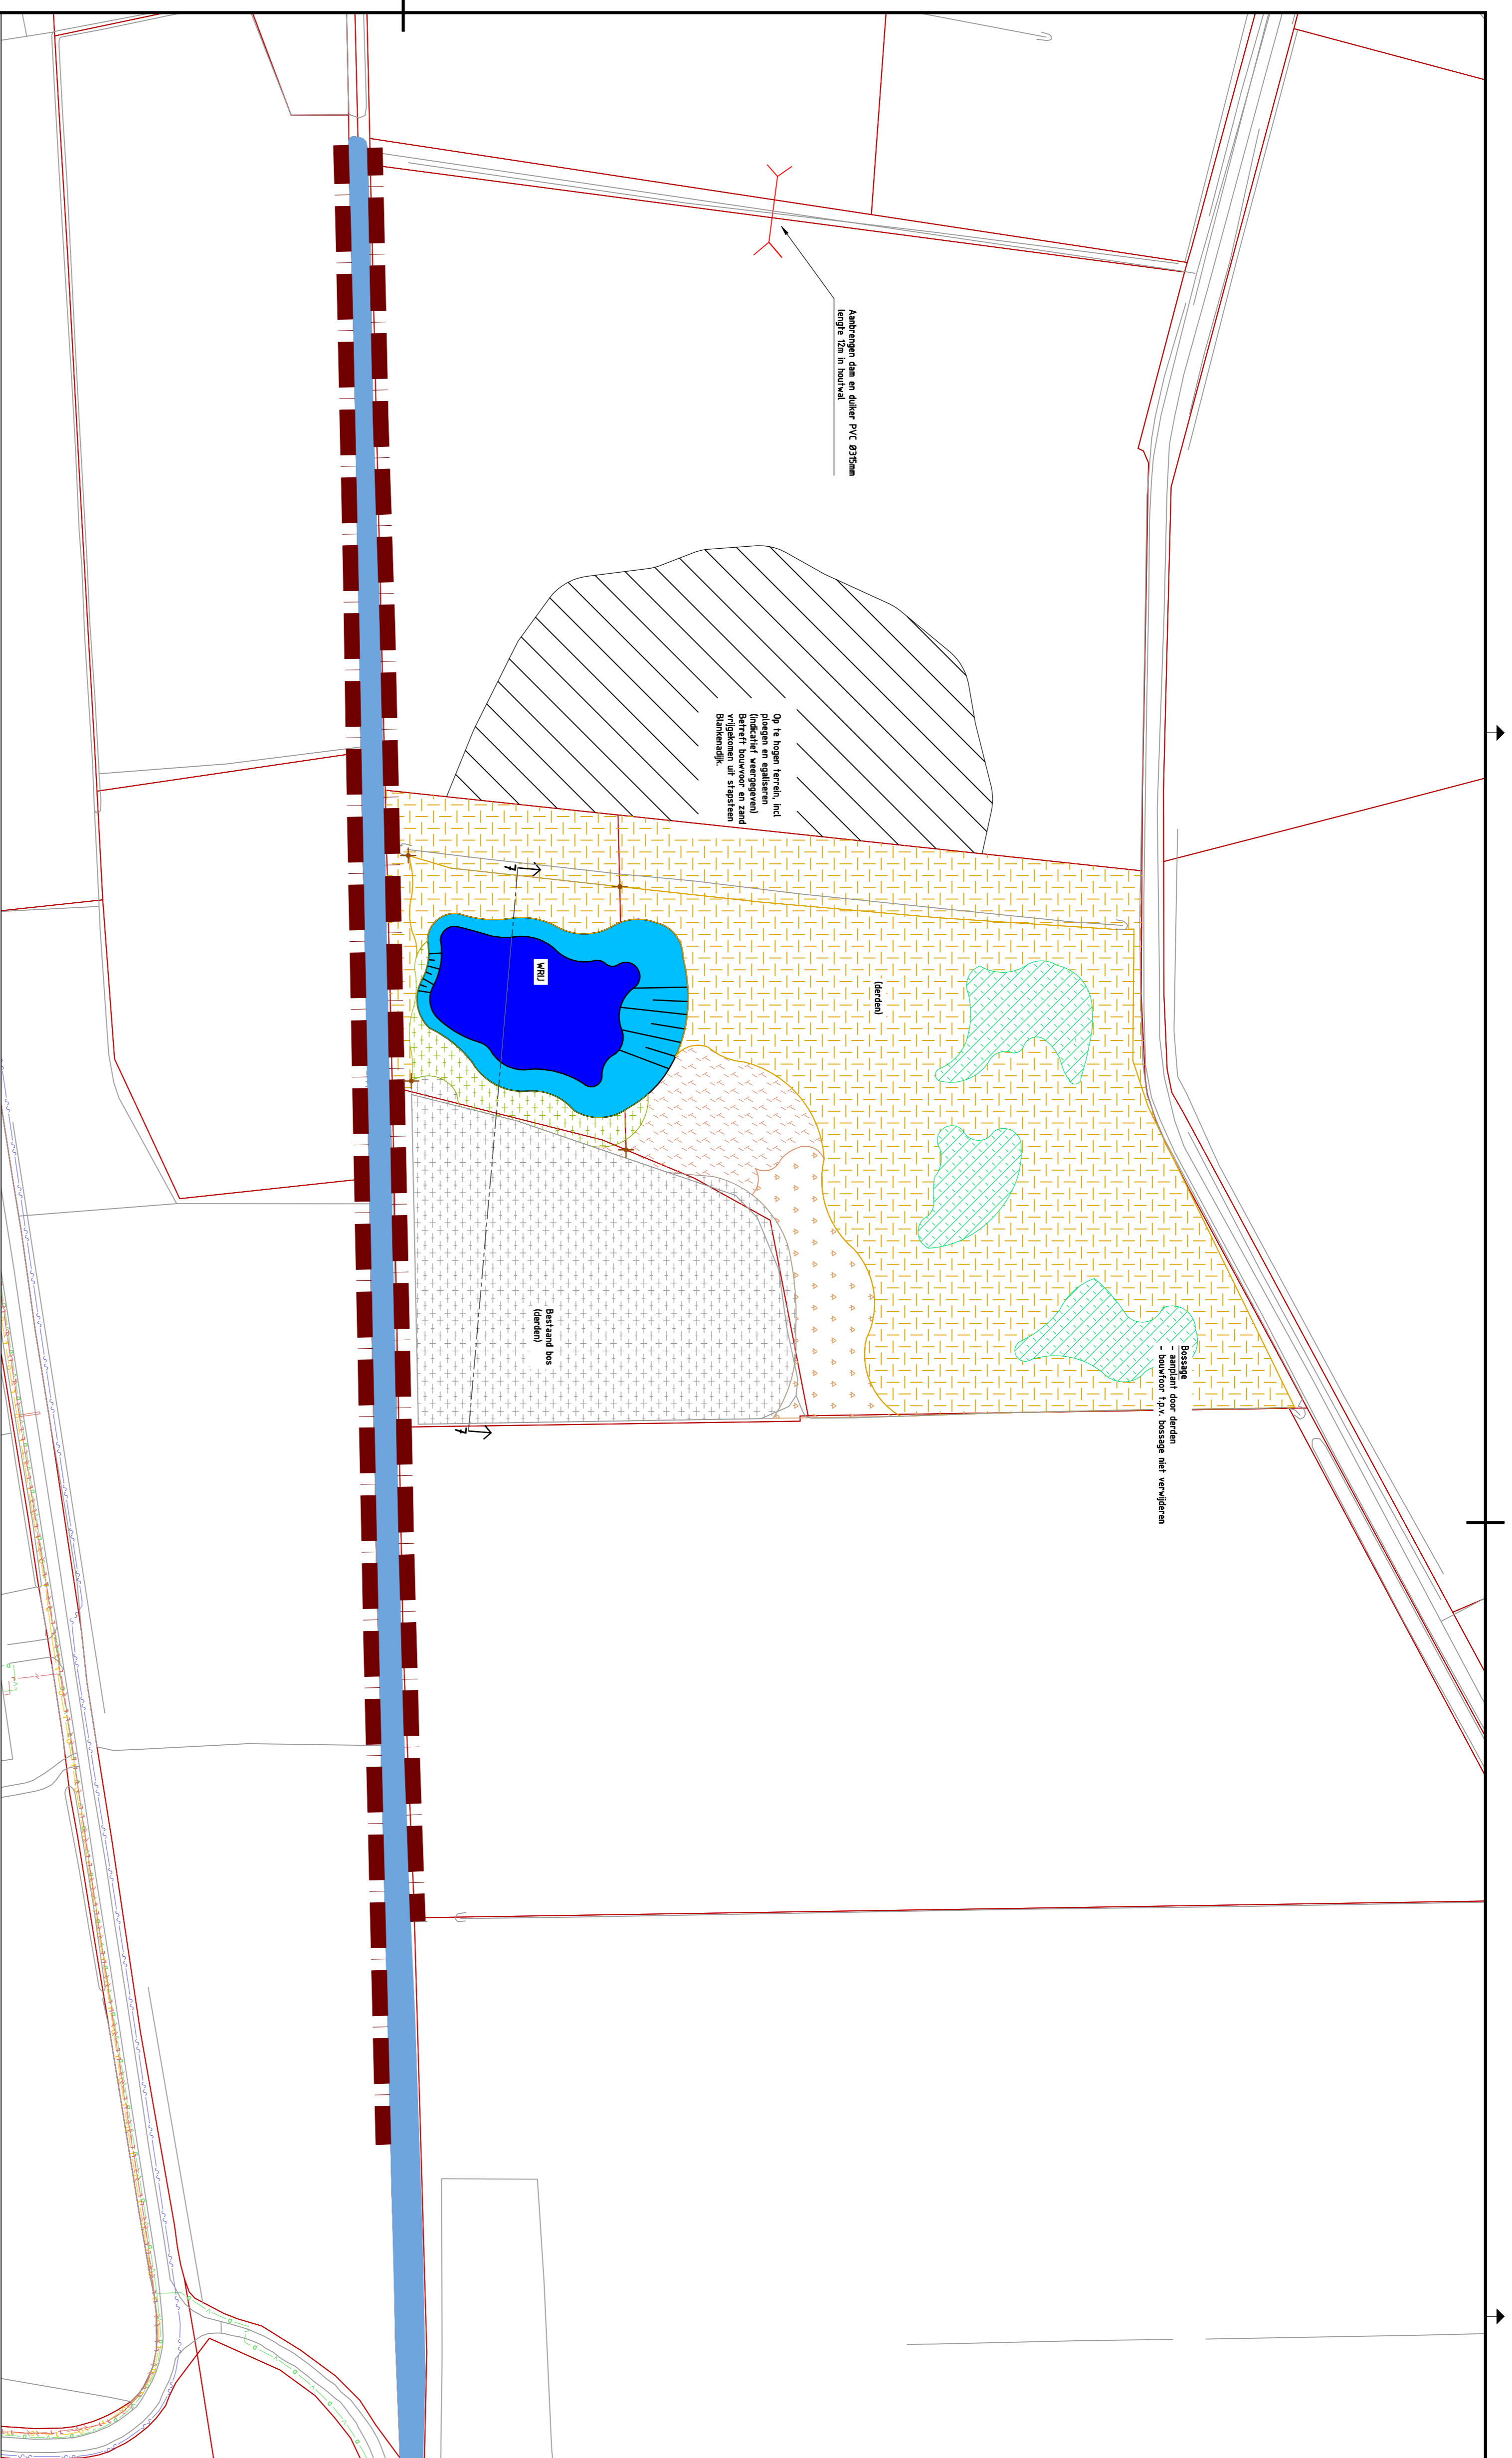 Aanbrengen dam en duiker PVC Ø315mm
lengte 12m in houtwal
Op te hogen terrein, incl
ploegen en egaliseren
(indicatief weergegeven)
Betreft bouwvoor en zand
vrijgekomen uit stapsteen
Blankenadijk.
WRIJ
(derden)
Bestaand bos
(derden)
Bossage
- aanplant door derden
- bouwfoor t.p.v. bossage niet verwijderen
7
7